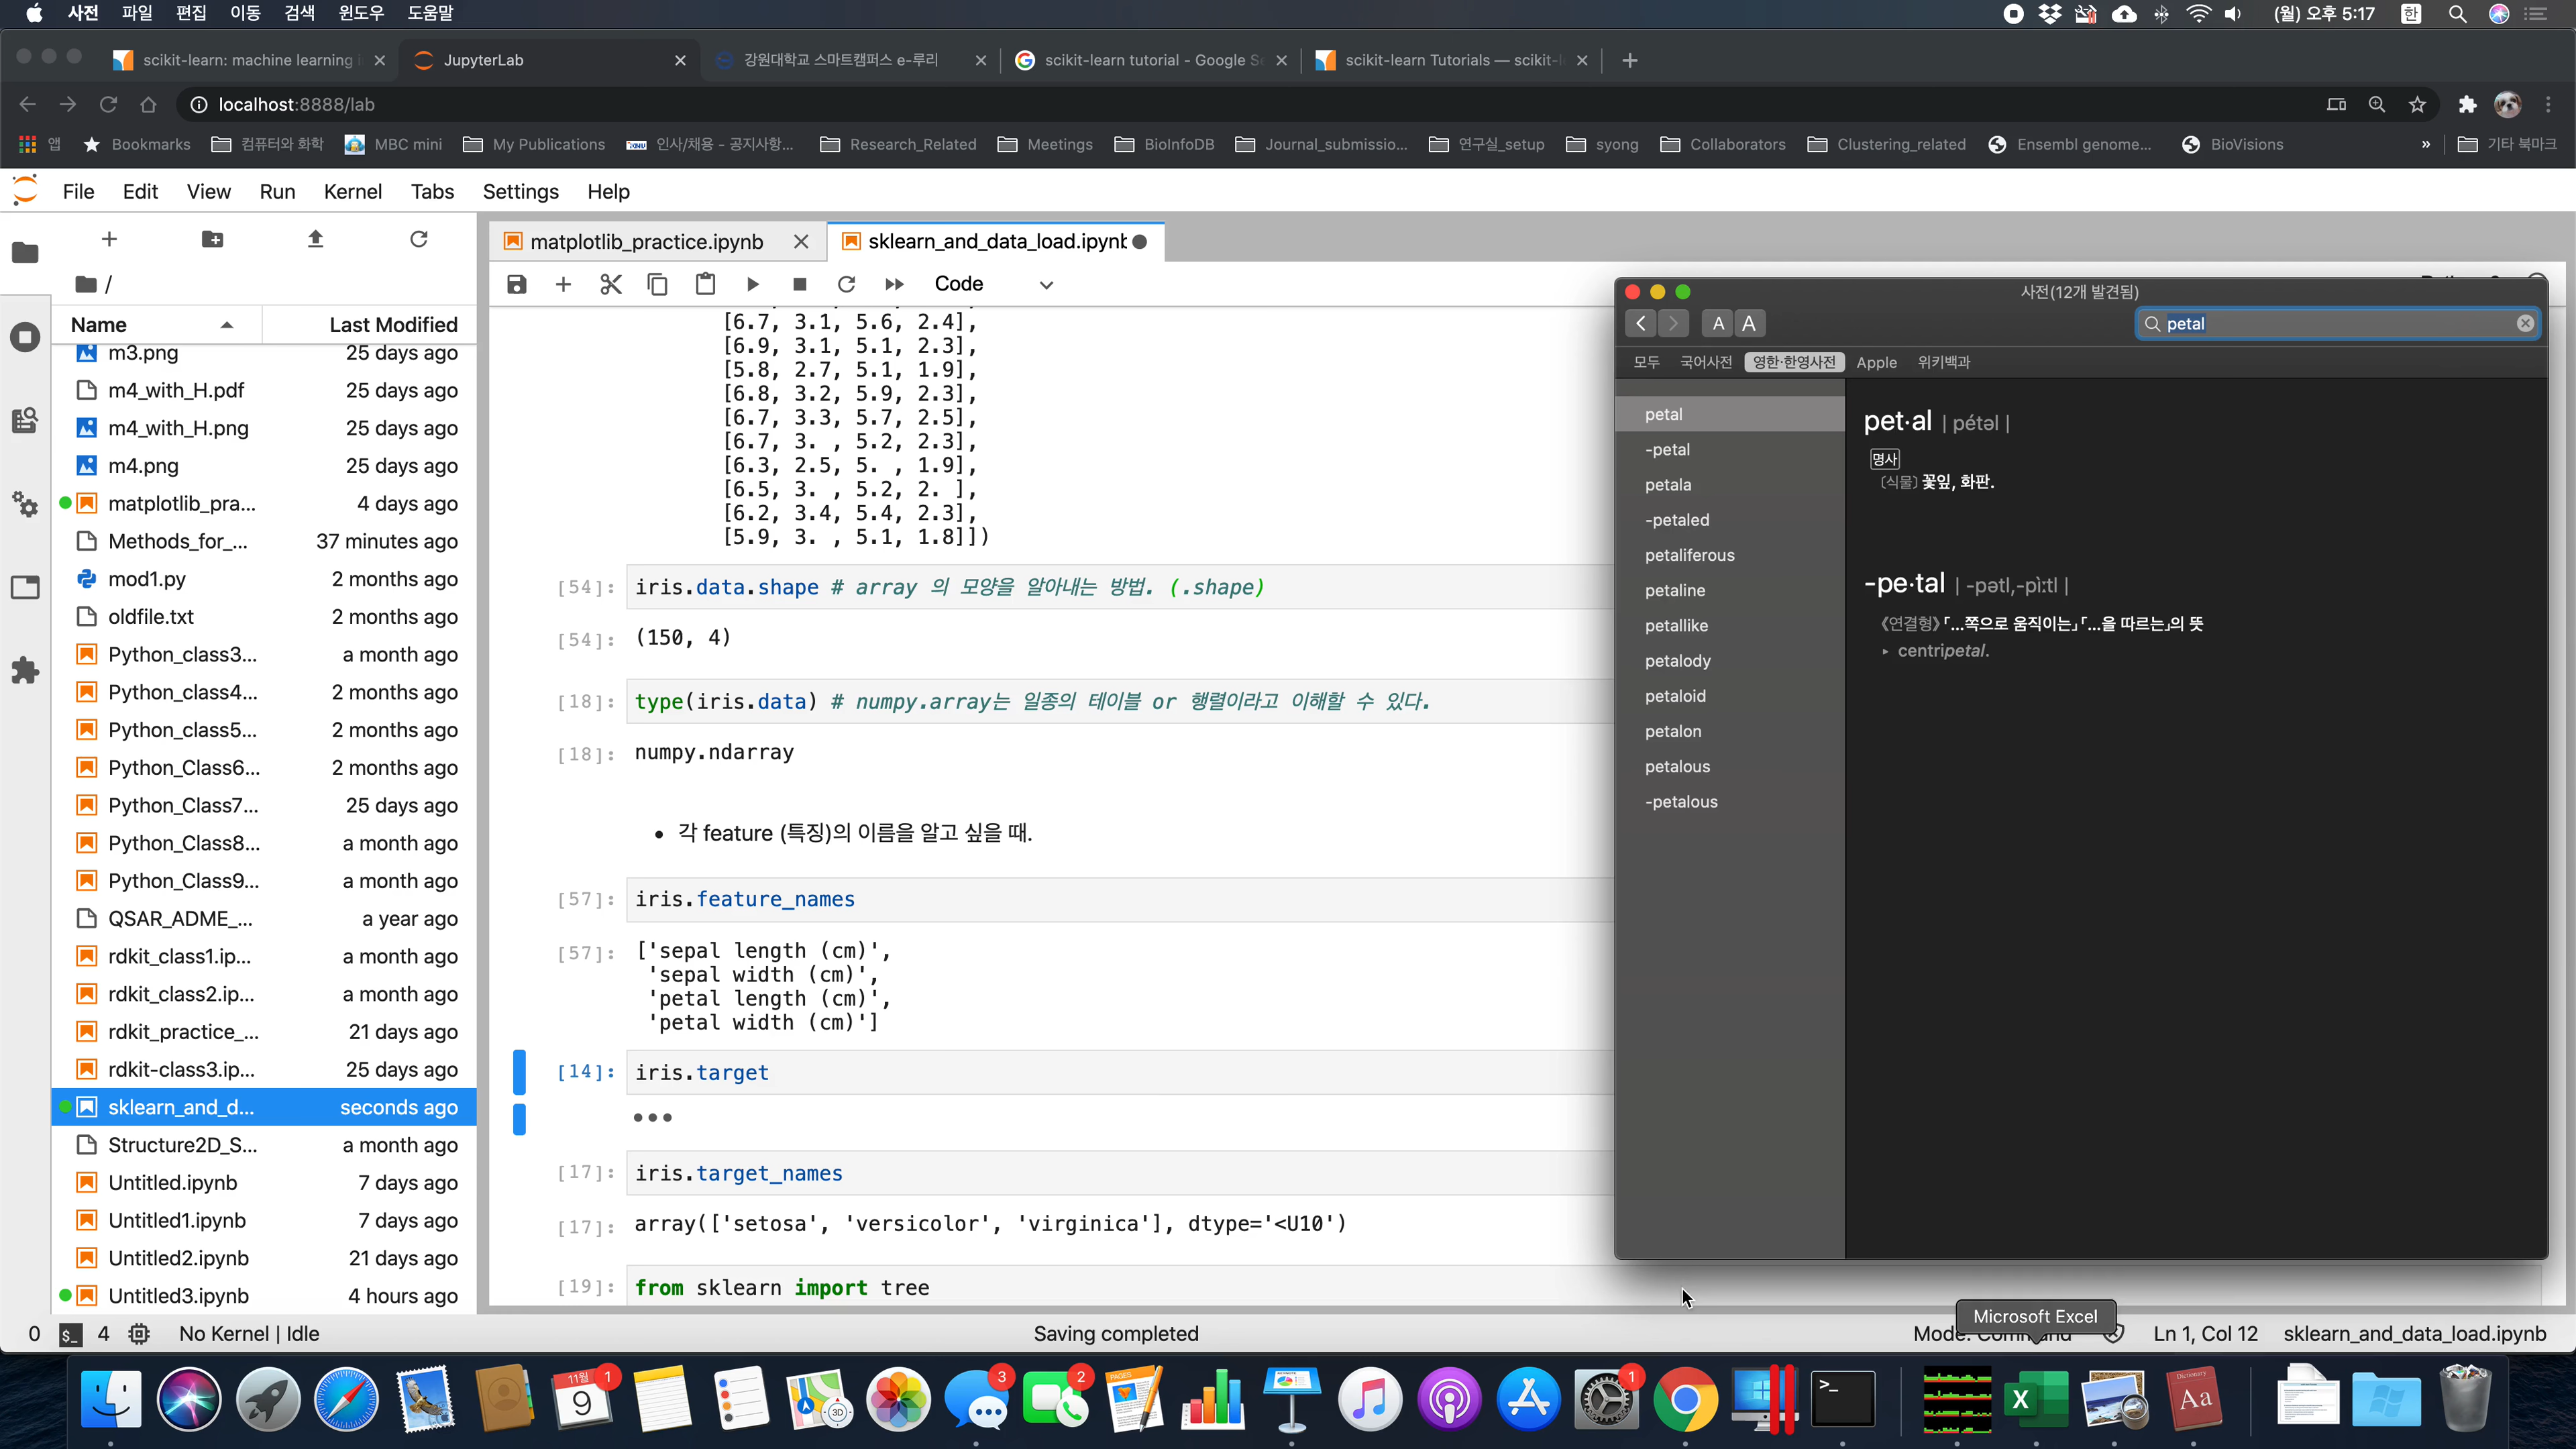 사전 파일 편집 이동 검색 윈도우 도움말 (월) 오후 5:17 한
scikit-learn: machine learning JupyterLab 강원대학교 스마트캠퍼스 e-루리 scikit-learn tutorial - Google Se scikit-learn Tutorials — scikit-l
localhost:8888/lab
앱 Bookmarks 컴퓨터와 화학 MBC mini My Publications 인사/채용 - 공지사항... Research_Related Meetings BioInfoDB Journal_submissio... 연구실_setup syong Collaborators Clustering_related Ensembl genome... BioVisions » 기타 북마크
File Edit View Run Kernel Tabs Settings Help
matplotlib_practice.ipynb sklearn_and_data_load.ipynb
/
Code
Name Last Modified
m3.png 25 days ago
m4_with_H.pdf 25 days ago
m4_with_H.png 25 days ago
m4.png 25 days ago
matplotlib_pra... 4 days ago
Methods_for_... 37 minutes ago
mod1.py 2 months ago
oldfile.txt 2 months ago
Python_class3... a month ago
Python_class4... 2 months ago
Python_class5... 2 months ago
Python_Class6... 2 months ago
Python_Class7... 25 days ago
Python_Class8... a month ago
Python_Class9... a month ago
QSAR_ADME_... a year ago
rdkit_class1.ip... a month ago
rdkit_class2.ip... a month ago
rdkit_practice_... 21 days ago
rdkit-class3.ip... 25 days ago
sklearn_and_d... seconds ago
Structure2D_S... a month ago
Untitled.ipynb 7 days ago
Untitled1.ipynb 7 days ago
Untitled2.ipynb 21 days ago
Untitled3.ipynb 4 hours ago
[6.7, 3.1, 5.6, 2.4],
[6.9, 3.1, 5.1, 2.3],
[5.8, 2.7, 5.1, 1.9],
[6.8, 3.2, 5.9, 2.3],
[6.7, 3.3, 5.7, 2.5],
[6.7, 3. , 5.2, 2.3],
[6.3, 2.5, 5. , 1.9],
[6.5, 3. , 5.2, 2. ],
[6.2, 3.4, 5.4, 2.3],
[5.9, 3. , 5.1, 1.8]])
[54]: iris.data.shape # array 의 모양을 알아내는 방법. (.shape)
[54]: (150, 4)
[18]: type(iris.data) # numpy.array는 일종의 테이블 or 행렬이라고 이해할 수 있다.
[18]: numpy.ndarray
• 각 feature (특징)의 이름을 알고 싶을 때.
[57]: iris.feature_names
[57]: ['sepal length (cm)',
'sepal width (cm)',
'petal length (cm)',
'petal width (cm)']
[14]: iris.target
[17]: iris.target_names
[17]: array(['setosa', 'versicolor', 'virginica'], dtype='<U10')
[19]: from sklearn import tree
사전(12개 발견됨)
A A petal
모두 국어사전 영한·한영사전 Apple 위키백과
petal
-petal
petala
-petaled
petaliferous
petaline
petallike
petalody
petaloid
petalon
petalous
-petalous
pet·al | pétəl |
명사
〔식물〕 꽃잎, 화판.
-pe·tal | -pətl,-pìːtl |
《연결형》「…쪽으로 움직이는」「…을 따르는」의 뜻
▸ centripetal.
Microsoft Excel
0 4 No Kernel | Idle Saving completed Mode: Command Ln 1, Col 12 sklearn_and_data_load.ipynb
11월 9 1 3 2 PAGES 3D 1 >_ X Dictionary Aa